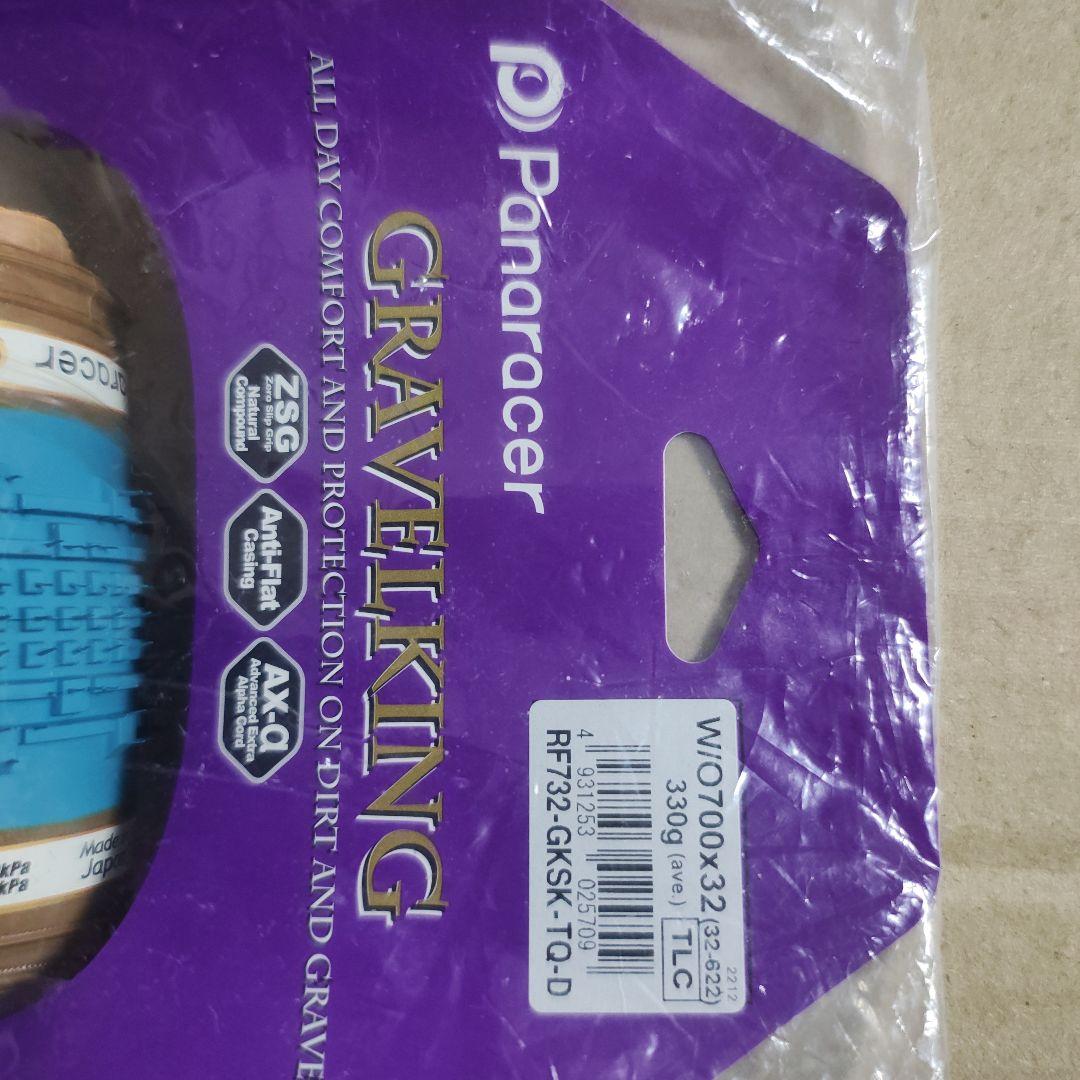 Panaracer
GRAVELKING
ALL DAY COMFORT AND PROTECTION ON DIRT AND GRAVE
ZSG
Zero Slip Grip
Natural
Compound
Anti-Flat
Casing
AX-α
Advanced Extra
Alpha Cord
2212
W/O700x32 (32-622)
330g (ave.) TLC
4 931253 025709
RF732-GKSK-TQ-D
aracer
Made
Japa
kPa
kPa